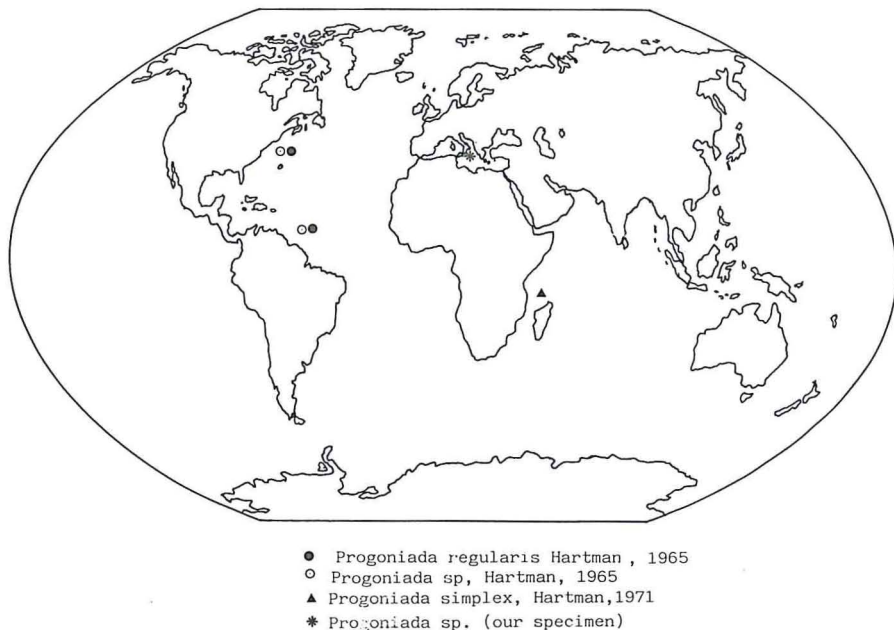 Progoniada regularis Hartman , 1965
Progoniada sp, Hartman, 1965
Progoniada simplex, Hartman,1971
Progoniada sp. (our specimen)